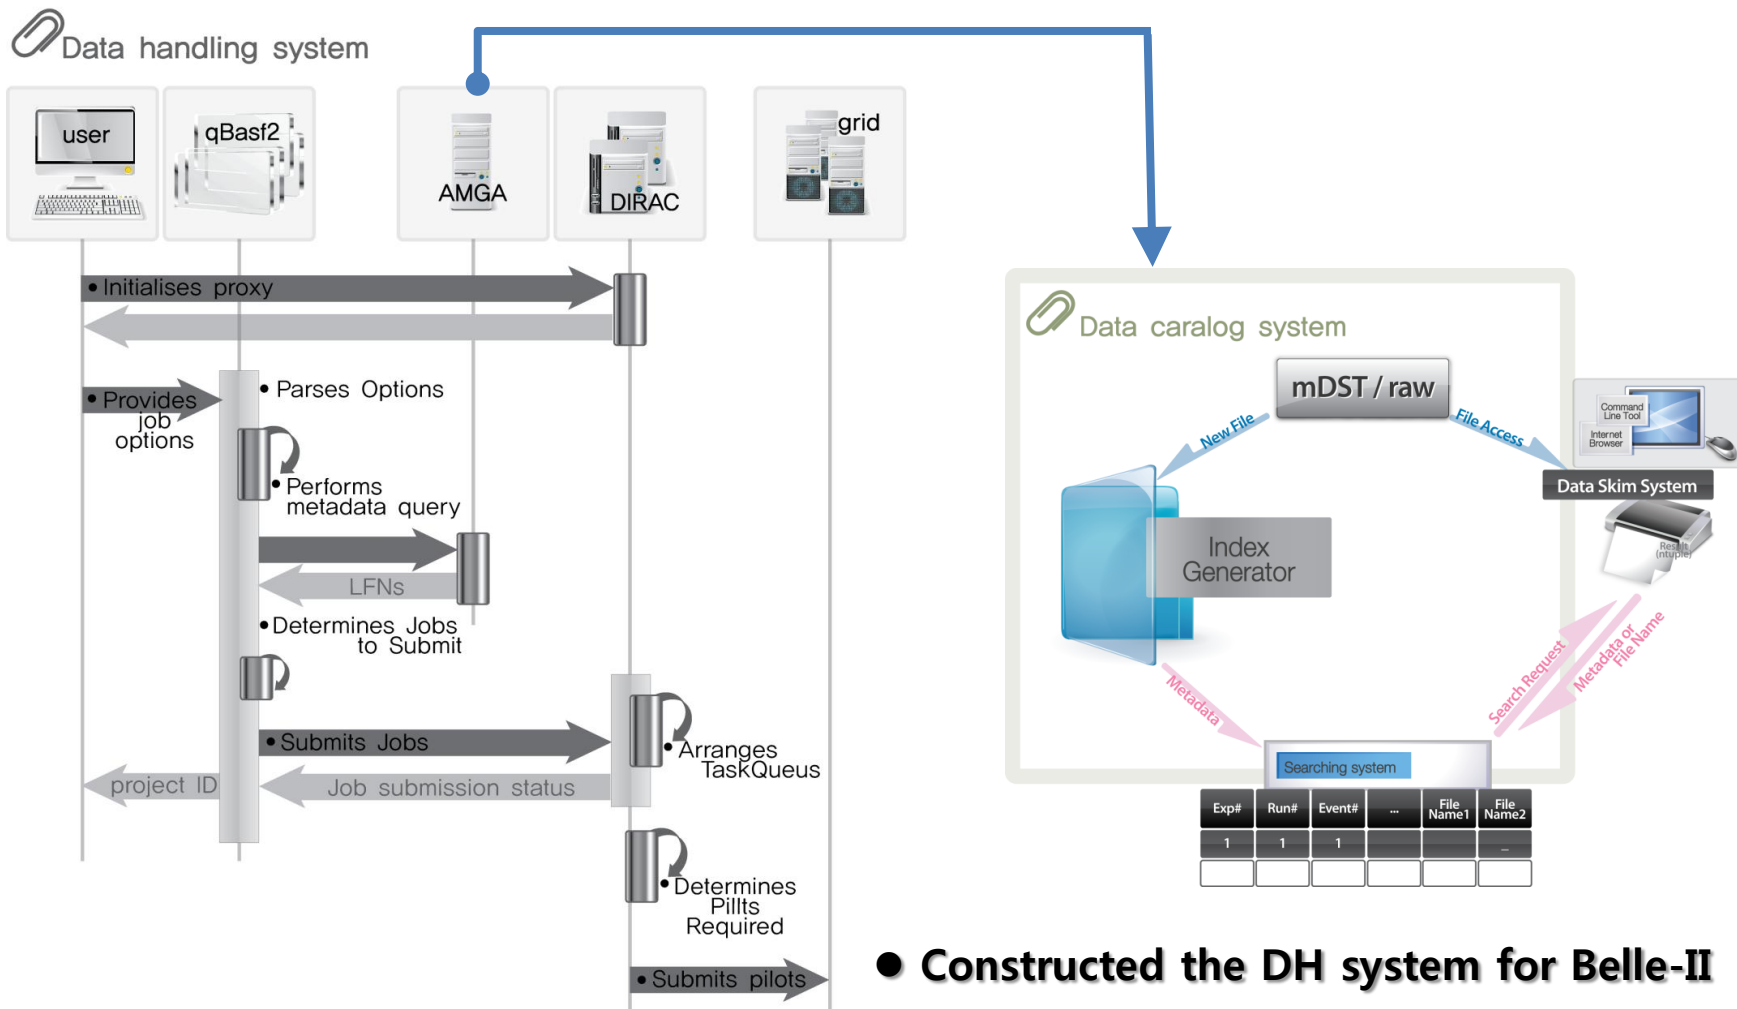 Data handling system
user
qBasf2
AMGA
DIRAC
grid
• Initialises proxy
• Provides
job
options
• Parses Options
• Performs
metadata query
LFNs
• Determines Jobs
to Submit
• Submits Jobs
• Arranges
TaskQueus
project ID
Job submission status
• Determines
Pillts
Required
• Submits pilots
Data caralog system
mDST / raw
New File
File Access
Command
Line Tool
Internet
Browser
Data Skim System
Result
(ntuple)
Index
Generator
Metadata
Search Request
Metadata or
File Name
Searching system
Exp# Run# Event# ... File Name1 File Name2
1 1 1 _
● Constructed the DH system for Belle-II